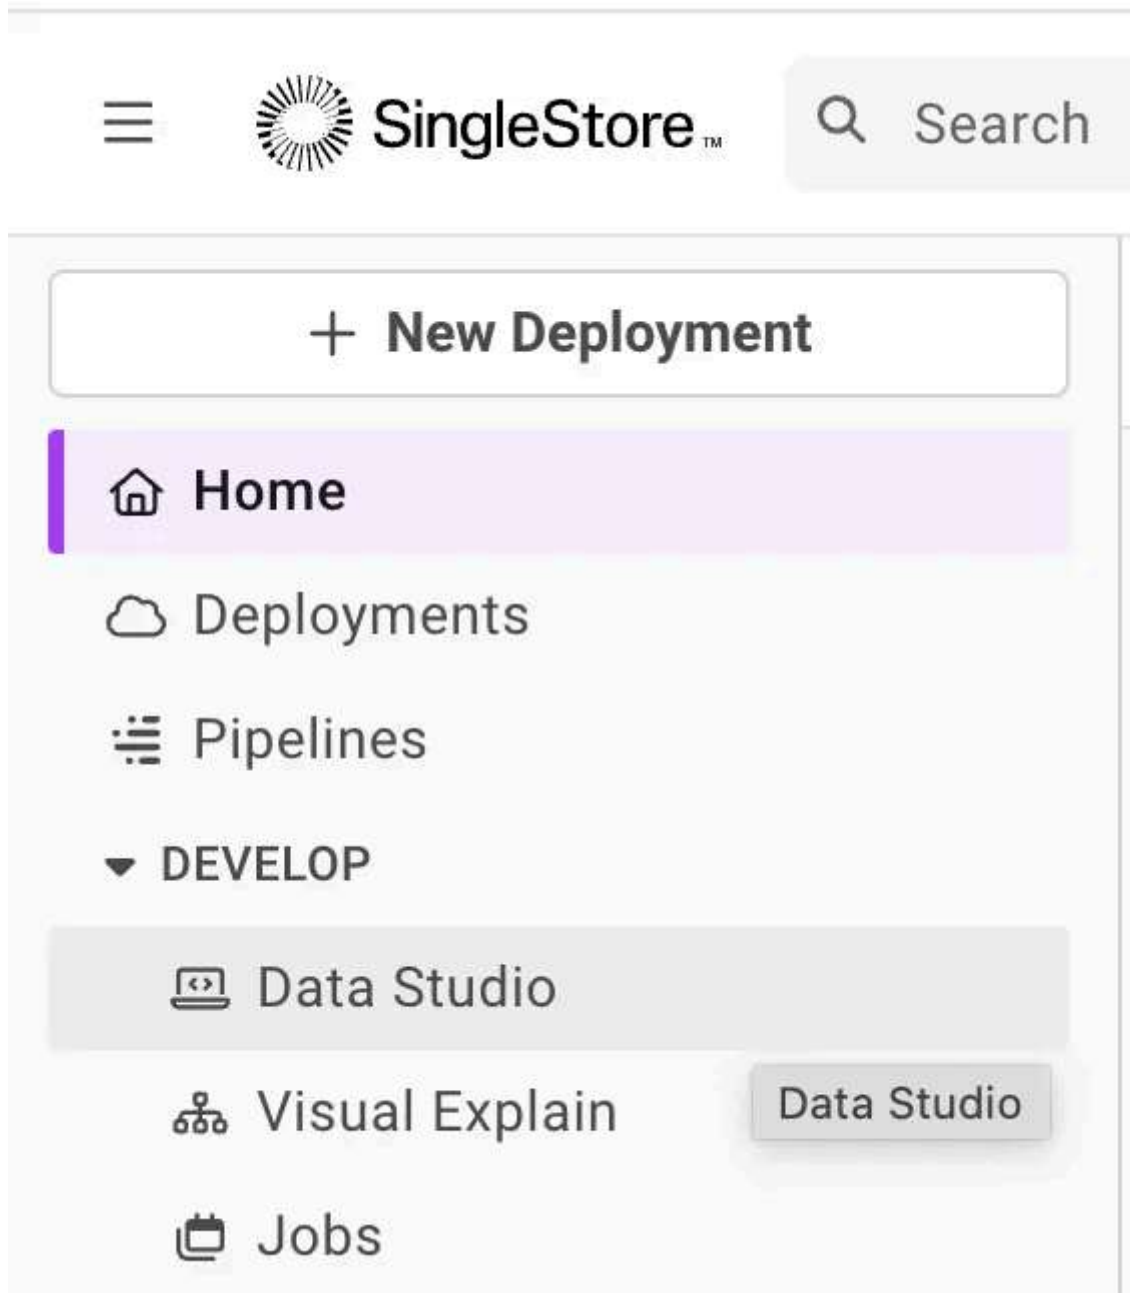 SingleStore™
Search
+ New Deployment
Home
Deployments
Pipelines
DEVELOP
Data Studio
Visual Explain
Data Studio
Jobs